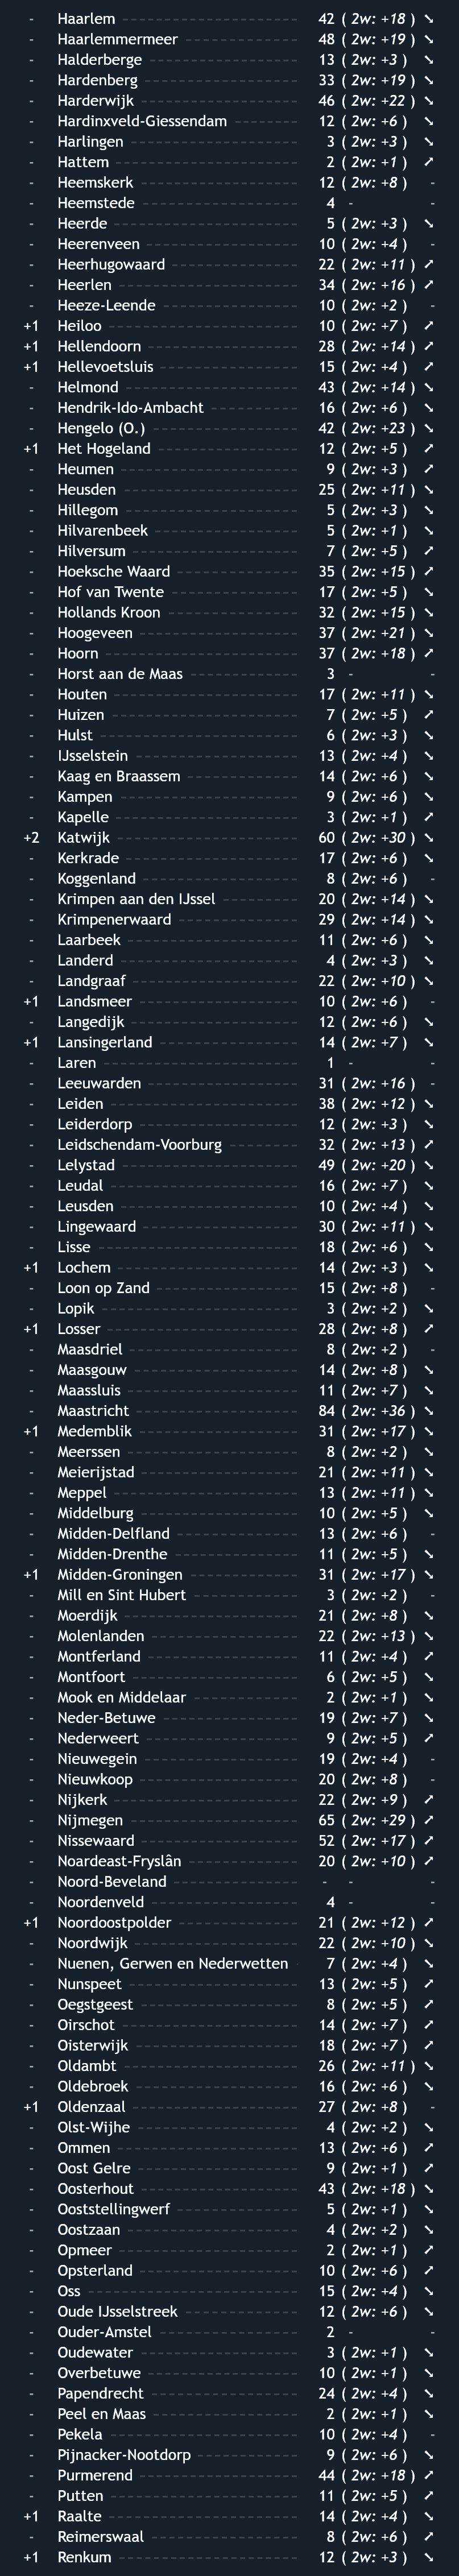 - Haarlem 42 ( 2w: +18 ) ↘
- Haarlemmermeer 48 ( 2w: +19 ) ↘
- Halderberge 13 ( 2w: +3 ) ↘
- Hardenberg 33 ( 2w: +19 ) ↘
- Harderwijk 46 ( 2w: +22 ) ↘
- Hardinxveld-Giessendam 12 ( 2w: +6 ) ↘
- Harlingen 3 ( 2w: +3 ) ↘
- Hattem 2 ( 2w: +1 ) ↗
- Heemskerk 12 ( 2w: +8 ) -
- Heemstede 4 - -
- Heerde 5 ( 2w: +3 ) ↘
- Heerenveen 10 ( 2w: +4 ) -
- Heerhugowaard 22 ( 2w: +11 ) ↗
- Heerlen 34 ( 2w: +16 ) ↗
- Heeze-Leende 10 ( 2w: +2 ) -
+1 Heiloo 10 ( 2w: +7 ) ↗
+1 Hellendoorn 28 ( 2w: +14 ) ↗
+1 Hellevoetsluis 15 ( 2w: +4 ) ↗
- Helmond 43 ( 2w: +14 ) ↘
- Hendrik-Ido-Ambacht 16 ( 2w: +6 ) ↘
- Hengelo (O.) 42 ( 2w: +23 ) ↘
+1 Het Hogeland 12 ( 2w: +5 ) ↗
- Heumen 9 ( 2w: +3 ) ↗
- Heusden 25 ( 2w: +11 ) ↘
- Hillegom 5 ( 2w: +3 ) ↘
- Hilvarenbeek 5 ( 2w: +1 ) ↘
- Hilversum 7 ( 2w: +5 ) ↗
- Hoeksche Waard 35 ( 2w: +15 ) ↗
- Hof van Twente 17 ( 2w: +5 ) ↘
- Hollands Kroon 32 ( 2w: +15 ) ↘
- Hoogeveen 37 ( 2w: +21 ) ↘
- Hoorn 37 ( 2w: +18 ) ↗
- Horst aan de Maas 3 - -
- Houten 17 ( 2w: +11 ) ↘
- Huizen 7 ( 2w: +5 ) ↗
- Hulst 6 ( 2w: +3 ) ↘
- IJsselstein 13 ( 2w: +4 ) ↘
- Kaag en Braassem 14 ( 2w: +6 ) ↘
- Kampen 9 ( 2w: +6 ) ↘
- Kapelle 3 ( 2w: +1 ) ↗
+2 Katwijk 60 ( 2w: +30 ) ↘
- Kerkrade 17 ( 2w: +6 ) ↘
- Koggenland 8 ( 2w: +6 ) -
- Krimpen aan den IJssel 20 ( 2w: +14 ) ↘
- Krimpenerwaard 29 ( 2w: +14 ) ↘
- Laarbeek 11 ( 2w: +6 ) ↘
- Landerd 4 ( 2w: +3 ) ↘
- Landgraaf 22 ( 2w: +10 ) ↘
+1 Landsmeer 10 ( 2w: +6 ) -
- Langedijk 12 ( 2w: +6 ) ↘
+1 Lansingerland 14 ( 2w: +7 ) ↘
- Laren 1 - -
- Leeuwarden 31 ( 2w: +16 ) -
- Leiden 38 ( 2w: +12 ) ↘
- Leiderdorp 12 ( 2w: +3 ) ↘
- Leidschendam-Voorburg 32 ( 2w: +13 ) ↗
- Lelystad 49 ( 2w: +20 ) ↘
- Leudal 16 ( 2w: +7 ) ↘
- Leusden 10 ( 2w: +4 ) ↘
- Lingewaard 30 ( 2w: +11 ) ↘
- Lisse 18 ( 2w: +6 ) ↘
+1 Lochem 14 ( 2w: +3 ) ↘
- Loon op Zand 15 ( 2w: +8 ) -
- Lopik 3 ( 2w: +2 ) ↘
+1 Losser 28 ( 2w: +8 ) ↗
- Maasdriel 8 ( 2w: +2 ) -
- Maasgouw 14 ( 2w: +8 ) ↘
- Maassluis 11 ( 2w: +7 ) ↘
- Maastricht 84 ( 2w: +36 ) ↘
+1 Medemblik 31 ( 2w: +17 ) ↘
- Meerssen 8 ( 2w: +2 ) ↘
- Meierijstad 21 ( 2w: +11 ) ↘
- Meppel 13 ( 2w: +11 ) ↘
- Middelburg 10 ( 2w: +5 ) ↘
- Midden-Delfland 13 ( 2w: +6 ) -
- Midden-Drenthe 11 ( 2w: +5 ) ↘
+1 Midden-Groningen 31 ( 2w: +17 ) ↘
- Mill en Sint Hubert 3 ( 2w: +2 ) -
- Moerdijk 21 ( 2w: +8 ) ↘
- Molenlanden 22 ( 2w: +13 ) ↘
- Montferland 11 ( 2w: +4 ) ↗
- Montfoort 6 ( 2w: +5 ) ↘
- Mook en Middelaar 2 ( 2w: +1 ) ↘
- Neder-Betuwe 19 ( 2w: +7 ) ↘
- Nederweert 9 ( 2w: +5 ) ↗
- Nieuwegein 19 ( 2w: +4 ) -
- Nieuwkoop 20 ( 2w: +8 ) -
- Nijkerk 22 ( 2w: +9 ) ↗
- Nijmegen 65 ( 2w: +29 ) ↗
- Nissewaard 52 ( 2w: +17 ) ↗
- Noardeast-Fryslân 20 ( 2w: +10 ) ↗
- Noord-Beveland - - -
- Noordenveld 4 - -
+1 Noordoostpolder 21 ( 2w: +12 ) ↗
- Noordwijk 22 ( 2w: +10 ) ↘
- Nuenen, Gerwen en Nederwetten 7 ( 2w: +4 ) ↘
- Nunspeet 13 ( 2w: +5 ) ↗
- Oegstgeest 8 ( 2w: +5 ) ↗
- Oirschot 14 ( 2w: +7 ) ↗
- Oisterwijk 18 ( 2w: +7 ) ↗
- Oldambt 26 ( 2w: +11 ) ↘
- Oldebroek 16 ( 2w: +6 ) ↘
+1 Oldenzaal 27 ( 2w: +8 ) -
- Olst-Wijhe 4 ( 2w: +2 ) ↘
- Ommen 13 ( 2w: +6 ) ↗
- Oost Gelre 9 ( 2w: +1 ) ↗
- Oosterhout 43 ( 2w: +18 ) ↘
- Ooststellingwerf 5 ( 2w: +1 ) ↘
- Oostzaan 4 ( 2w: +2 ) ↘
- Opmeer 2 ( 2w: +1 ) ↗
- Opsterland 10 ( 2w: +6 ) ↗
- Oss 15 ( 2w: +4 ) ↘
- Oude IJsselstreek 12 ( 2w: +6 ) ↘
- Ouder-Amstel 2 - -
- Oudewater 3 ( 2w: +1 ) ↘
- Overbetuwe 10 ( 2w: +1 ) ↘
- Papendrecht 24 ( 2w: +4 ) ↘
- Peel en Maas 2 ( 2w: +1 ) ↘
- Pekela 10 ( 2w: +4 ) -
- Pijnacker-Nootdorp 9 ( 2w: +6 ) ↘
- Purmerend 44 ( 2w: +18 ) ↗
- Putten 11 ( 2w: +5 ) ↗
+1 Raalte 14 ( 2w: +4 ) ↘
- Reimerswaal 8 ( 2w: +6 ) ↗
+1 Renkum 12 ( 2w: +3 ) ↘